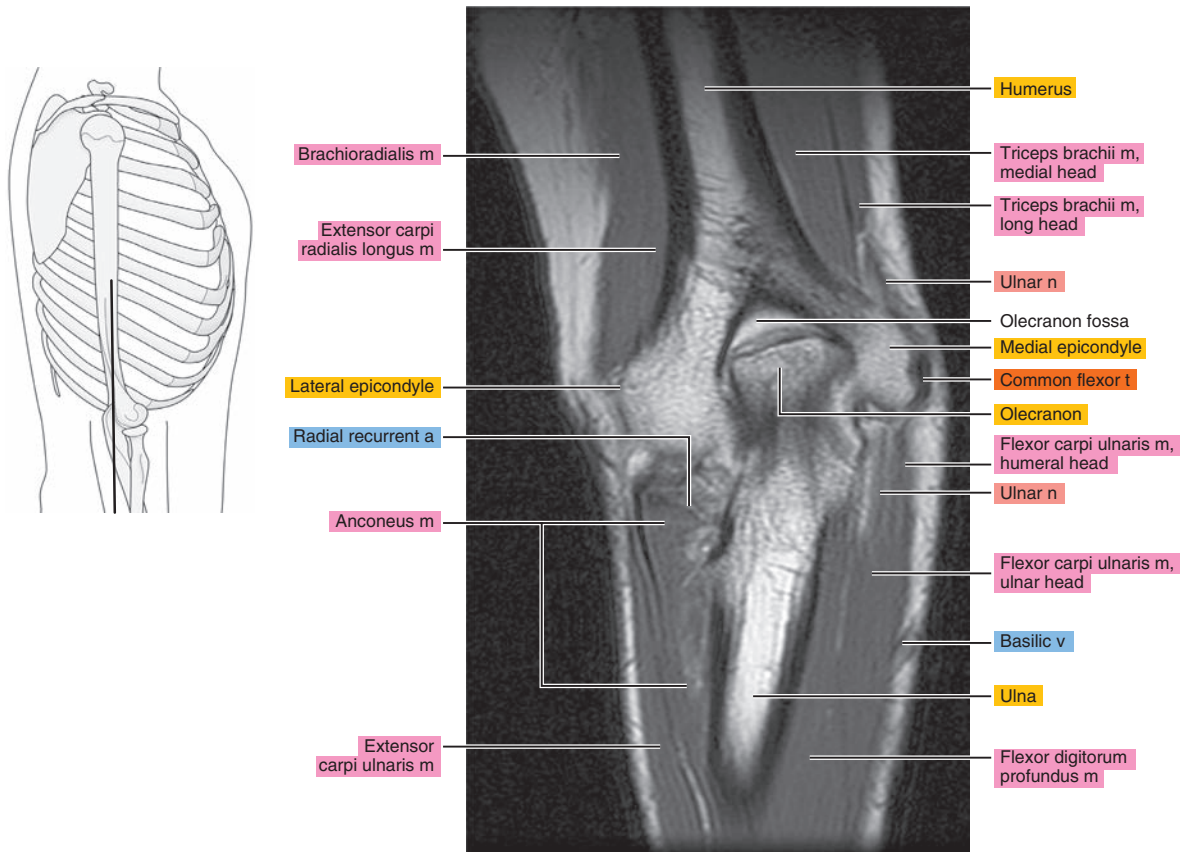 Brachioradialis m
Extensor carpi
radialis longus m
Lateral epicondyle
Radial recurrent a
Anconeus m
Extensor
carpi ulnaris m
Humerus
Triceps brachii m,
medial head
Triceps brachii m,
long head
Ulnar n
Olecranon fossa
Medial epicondyle
Common flexor t
Olecranon
Flexor carpi ulnaris m,
humeral head
Ulnar n
Flexor carpi ulnaris m,
ulnar head
Basilic v
Ulna
Flexor digitorum
profundus m